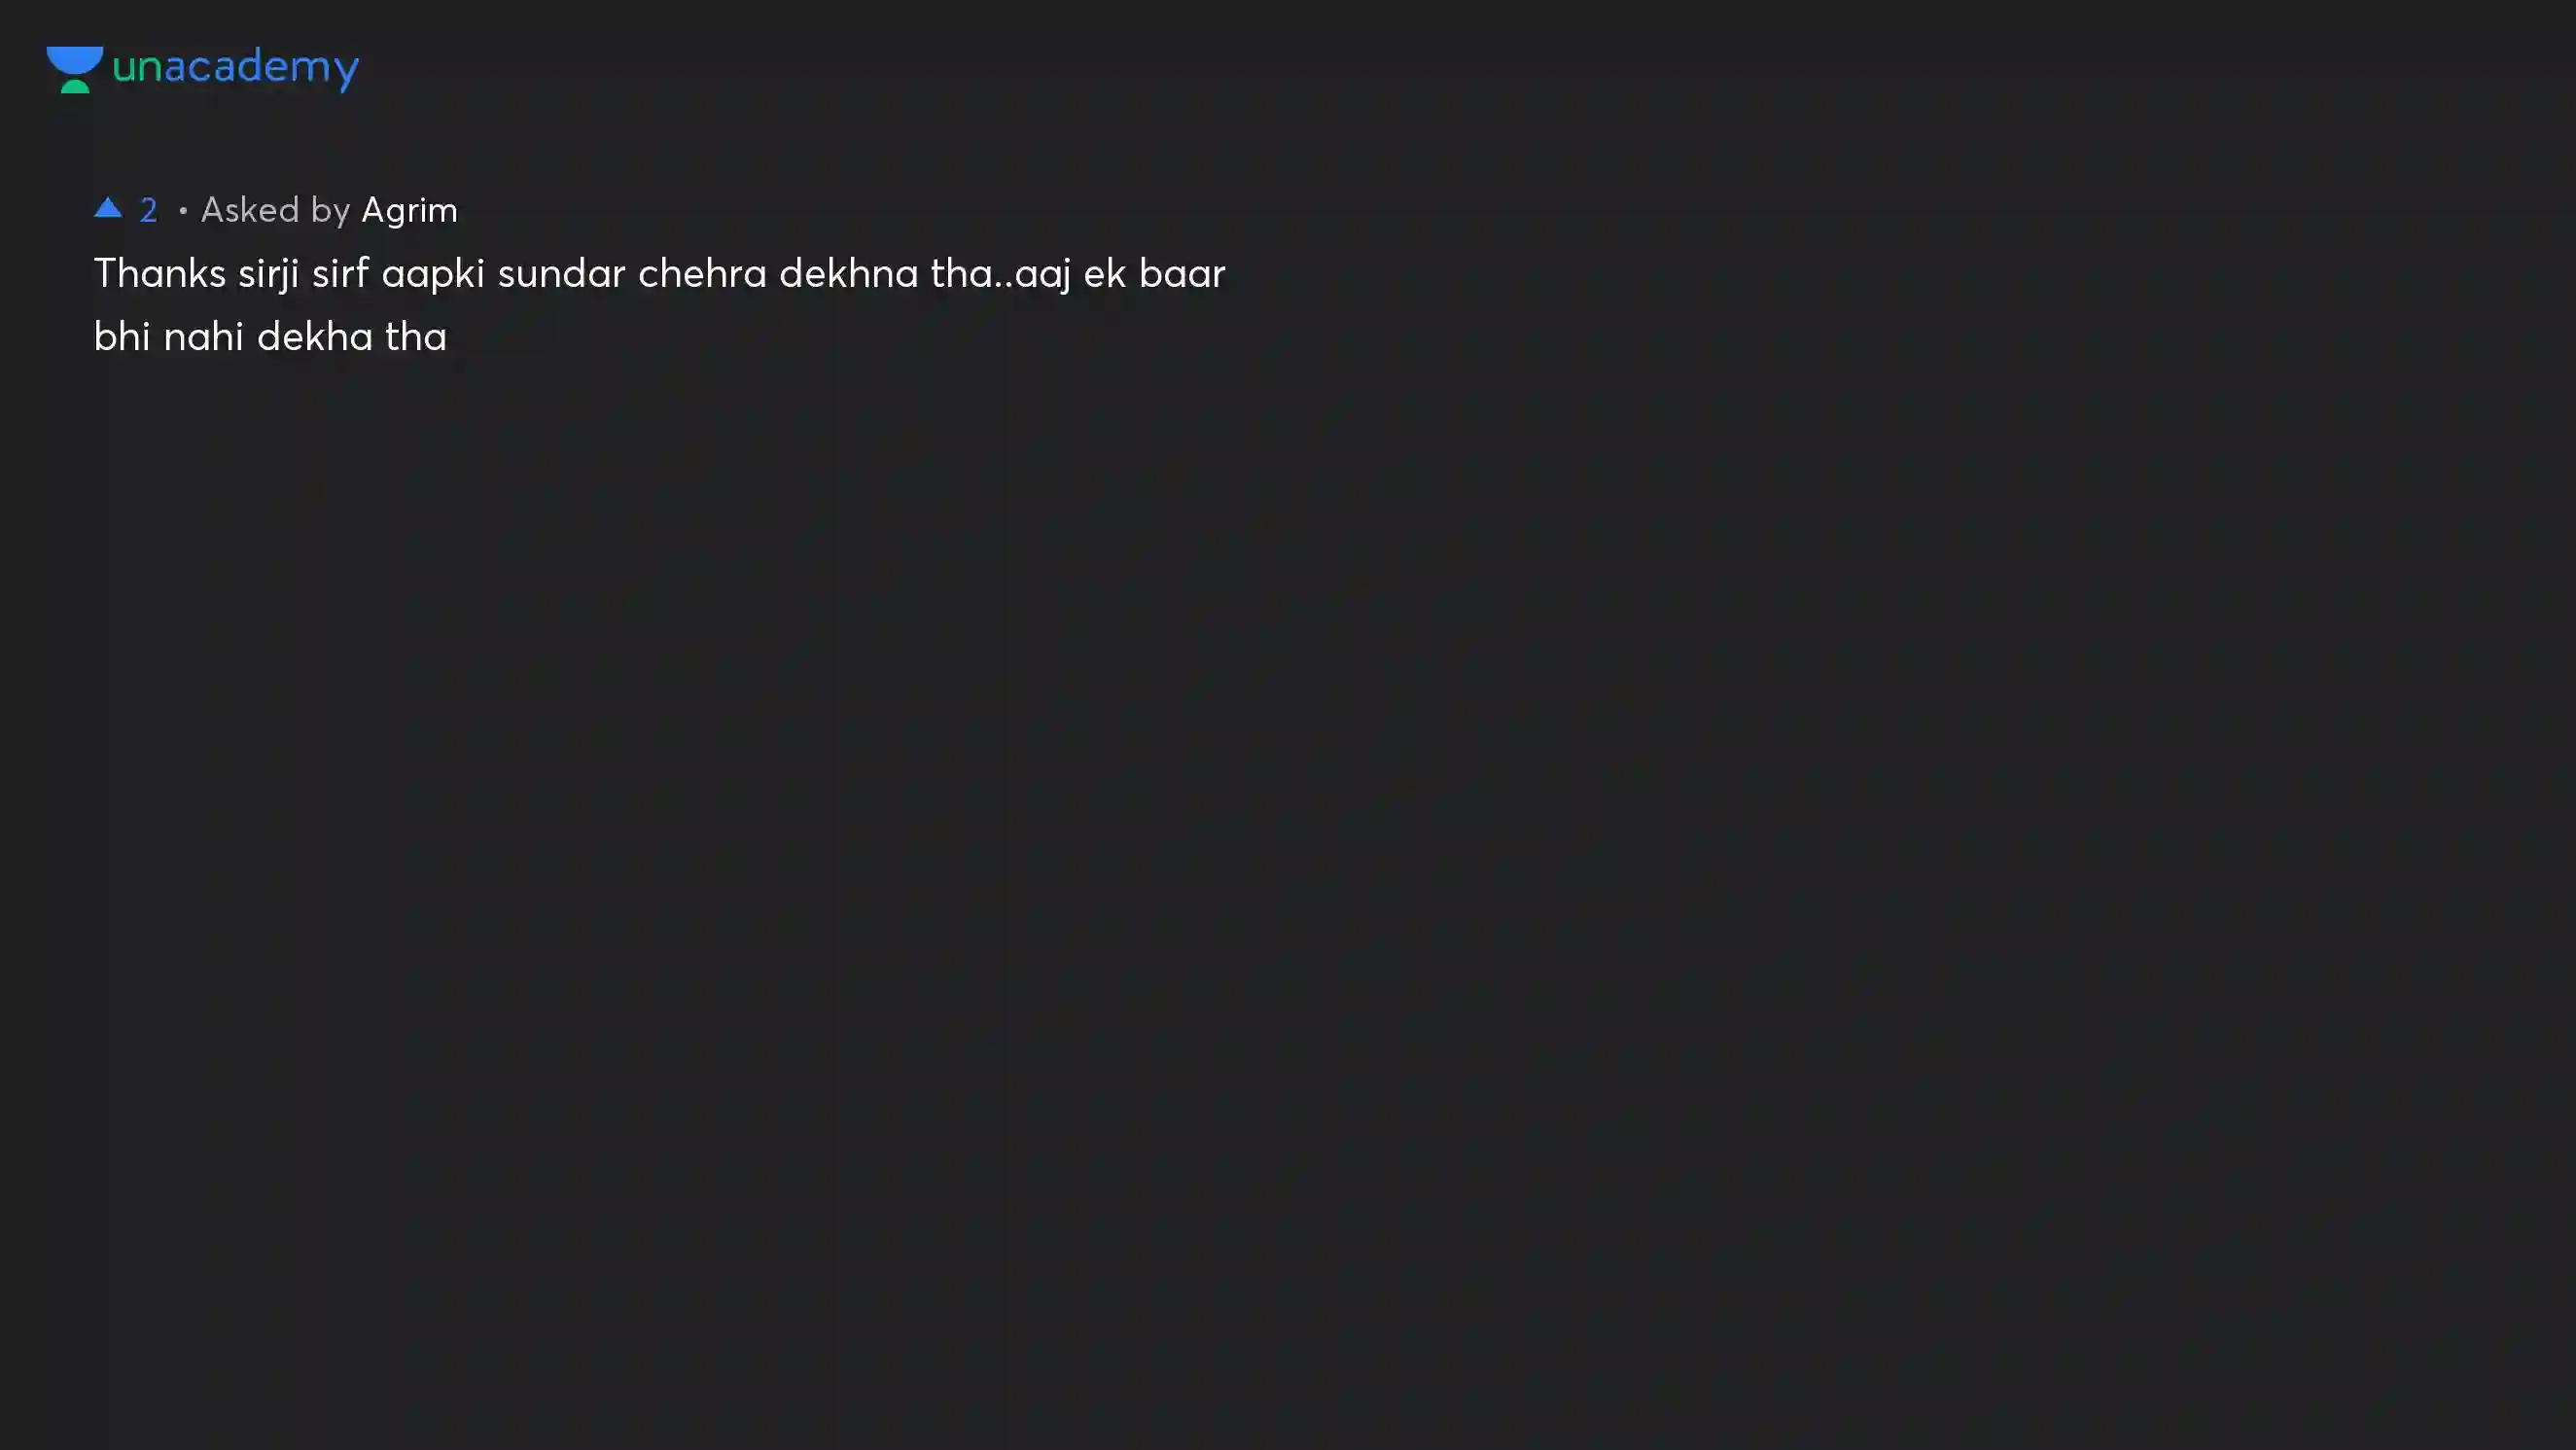 unacademy
2 • Asked by Agrim
Thanks sirji sirf aapki sundar chehra dekhna tha..aaj ek baar
bhi nahi dekha tha